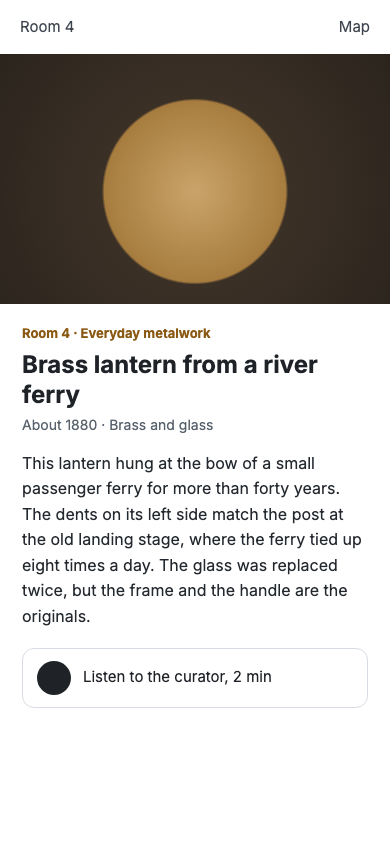 Room 4
Map
Room 4 · Everyday metalwork
Brass lantern from a river
ferry
About 1880 · Brass and glass
This lantern hung at the bow of a small
passenger ferry for more than forty years.
The dents on its left side match the post at
the old landing stage, where the ferry tied up
eight times a day. The glass was replaced
twice, but the frame and the handle are the
originals.
Listen to the curator, 2 min